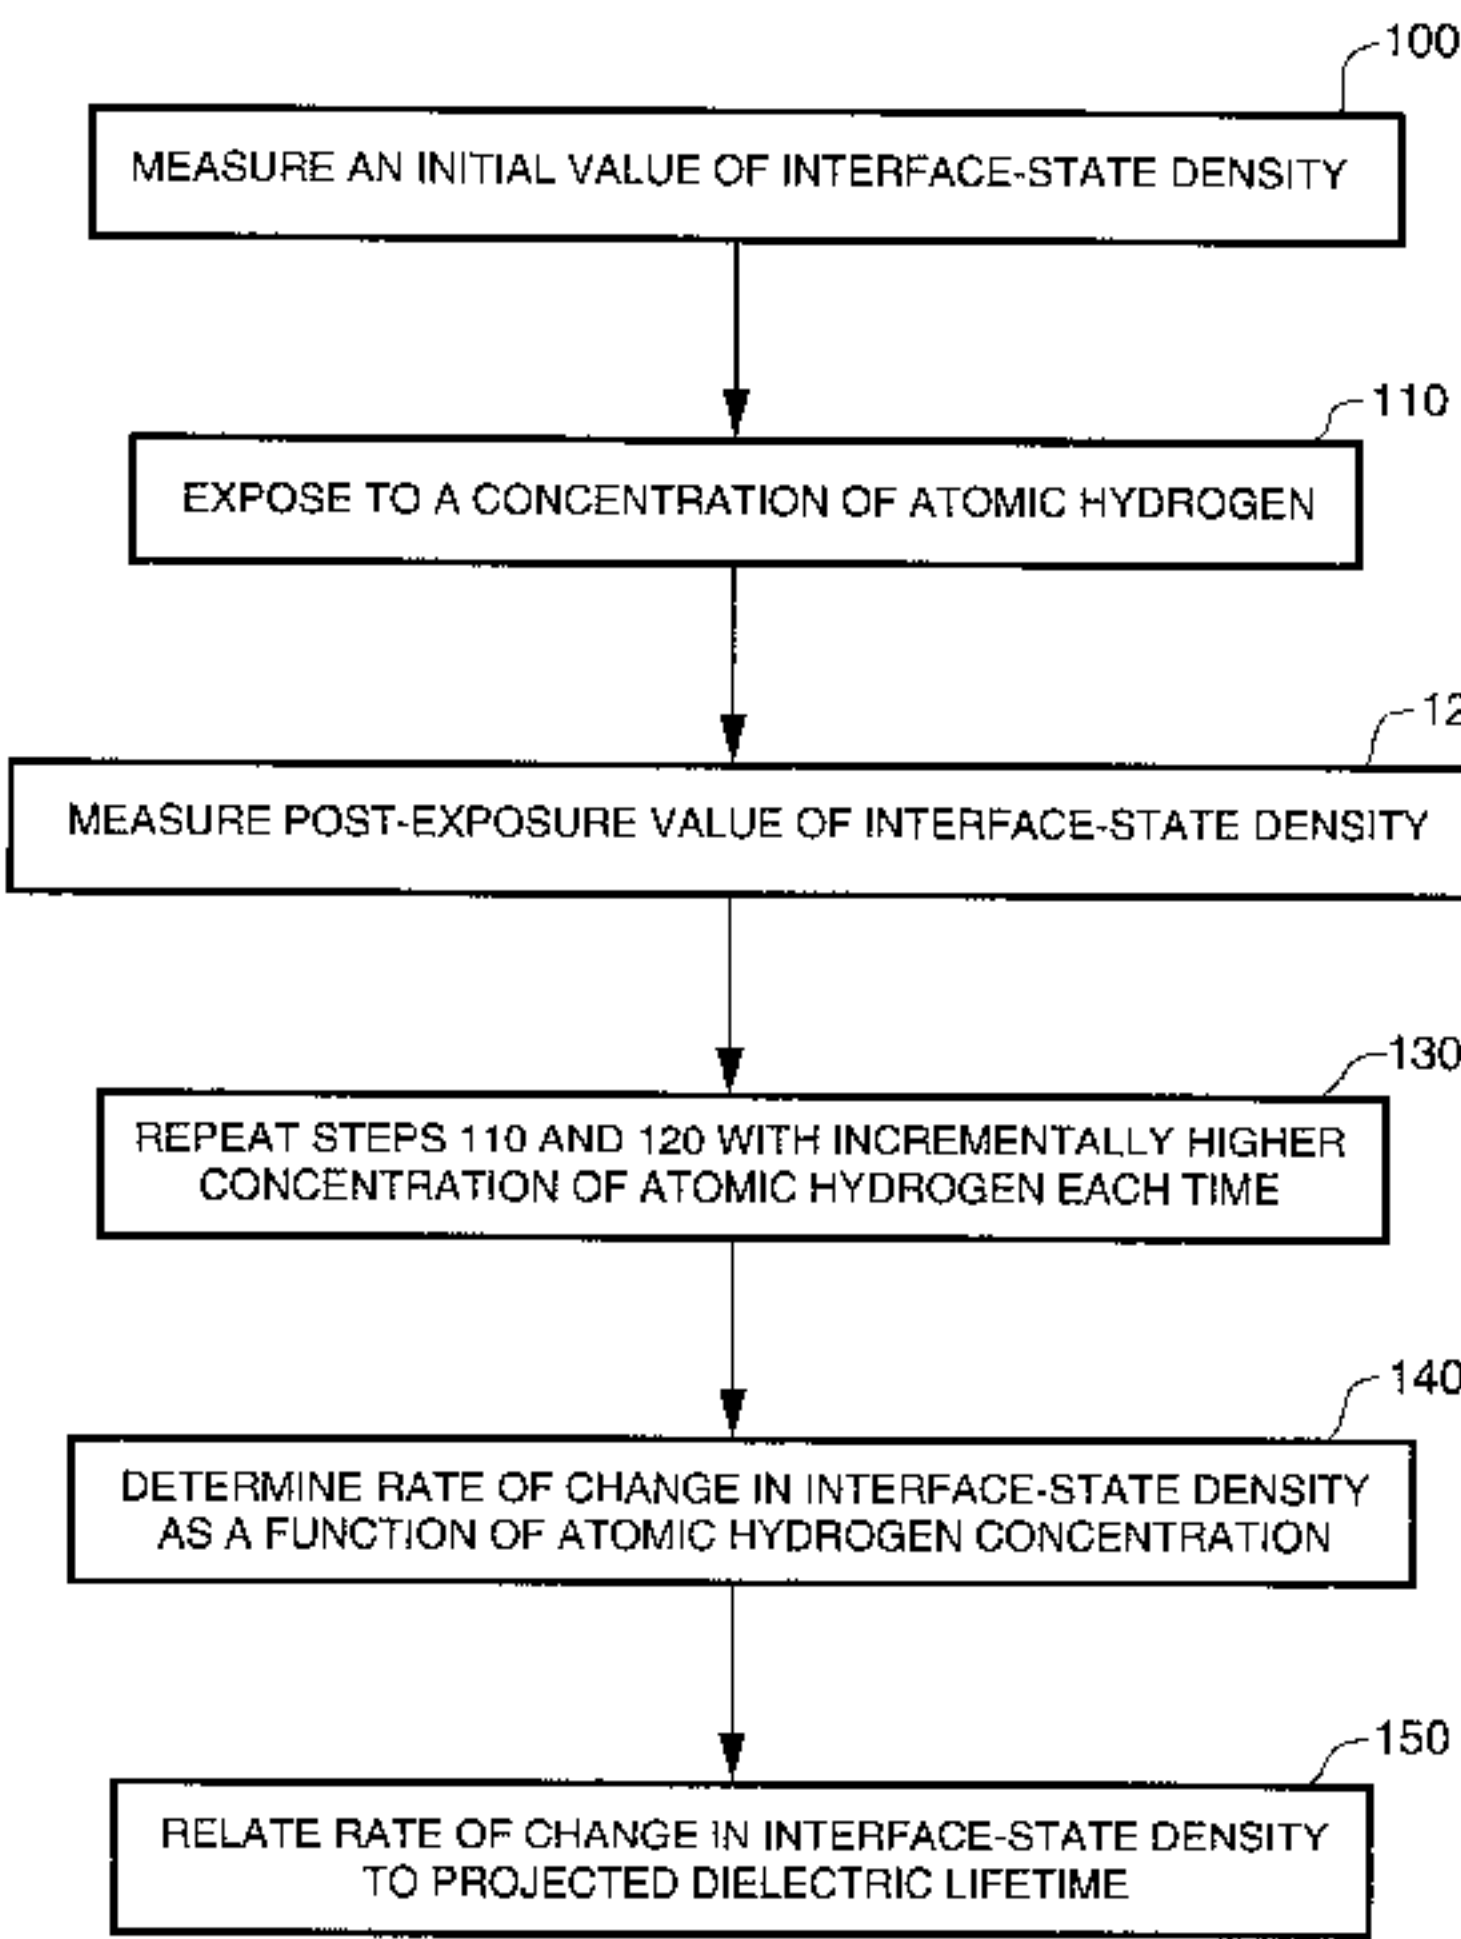 100
MEASURE AN INITIAL VALUE OF INTERFACE-STATE DENSITY
110
EXPOSE TO A CONCENTRATION OF ATOMIC HYDROGEN
12
MEASURE POST-EXPOSURE VALUE OF INTERFACE-STATE DENSITY
130
REPEAT STEPS 110 AND 120 WITH INCREMENTALLY HIGHER
CONCENTRATION OF ATOMIC HYDROGEN EACH TIME
140
DETERMINE RATE OF CHANGE IN INTERFACE-STATE DENSITY
AS A FUNCTION OF ATOMIC HYDROGEN CONCENTRATION
150
RELATE RATE OF CHANGE IN INTERFACE-STATE DENSITY
TO PROJECTED DIELECTRIC LIFETIME